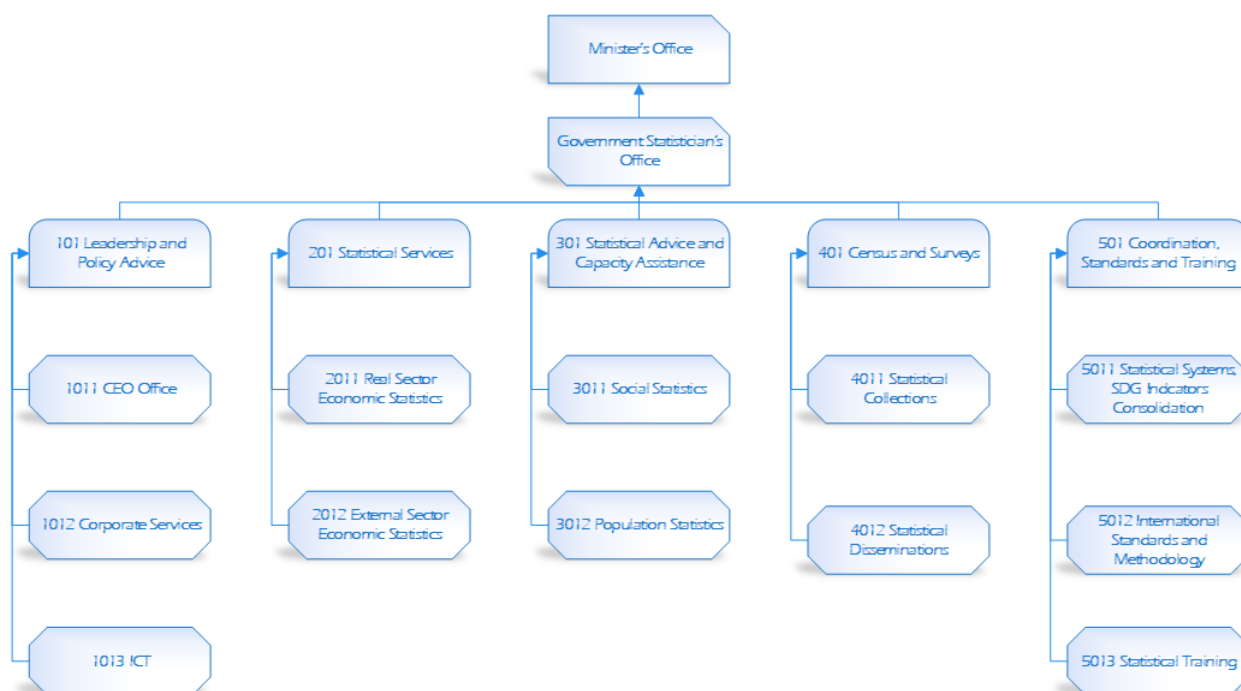 Minister's Office
Government Statistician's
Office
101 Leadership and
Policy Advice
201 Statistical Services
301 Statistical Advice and
Capacity Assistance
401 Census and Surveys
501 Coordination,
Standards and Training
1011 CEO Office
2011 Real Sector
Economic Statistics
3011 Social Statistics
4011 Statistical
Collections
5011 Statistical Systems,
SDG Indicators
Consolidation
1012 Corporate Services
2012 External Sector
Economic Statistics
3012 Population Statistics
4012 Statistical
Disseminations
5012 International
Standards and
Methodology
1013 ICT
5013 Statistical Training